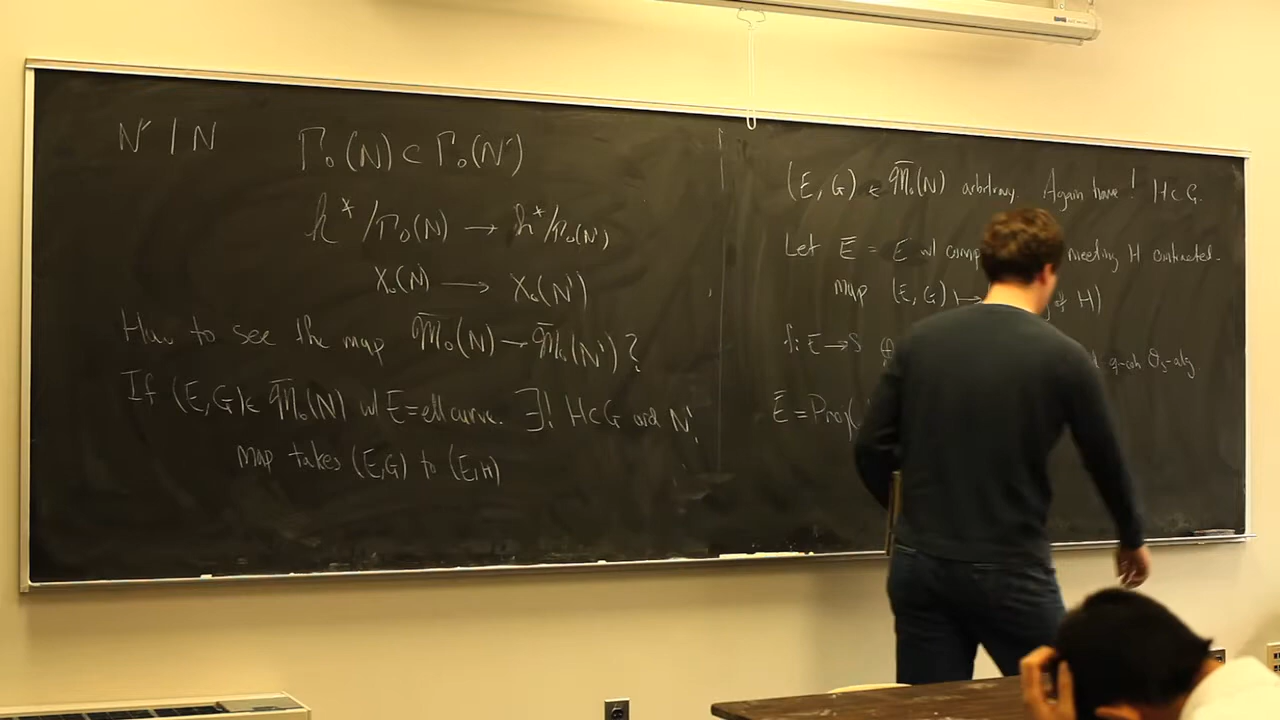 N' | N Γ₀(N) ⊂ Γ₀(N')
h*/Γ₀(N) → h*/Γ₀(N')
X₀(N) → X₀(N')
How to see the map M̄₀(N) → M̄₀(N')?
If (E,G) ∈ M̄₀(N) w/ E = ell curve. ∃! H ⊂ G ord N'.
map takes (E,G) to (E,H)
(E,G) ∈ M̄₀(N) arbitrary. Again have ! H ⊂ G.
Let Ē = E w/ comp meeting H contracted.
map (E,G) ↦ H)
f: Ē → S ⊕ q-coh O_S-alg.
Ē = Proj(